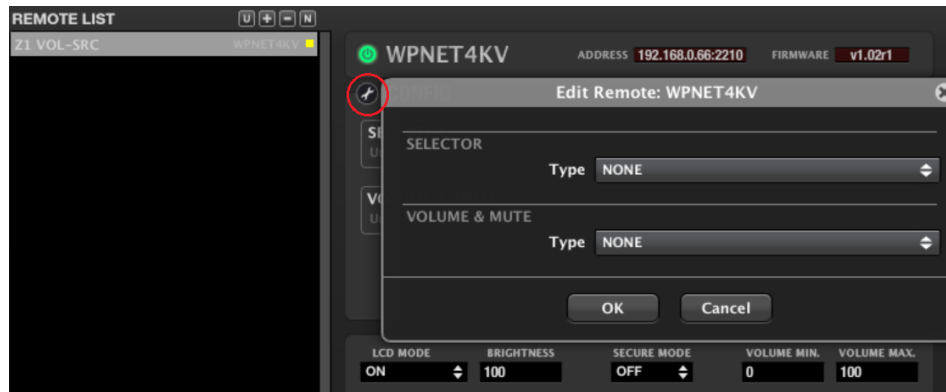 REMOTE LIST U + - N
Z1 VOL-SRC WPNET4KV
WPNET4KV ADDRESS 192.168.0.66:2210 FIRMWARE v1.02r1
CONFIG
Edit Remote: WPNET4KV
SELECTOR
Type NONE
VOLUME & MUTE
Type NONE
OK Cancel
LCD MODE BRIGHTNESS SECURE MODE VOLUME MIN. VOLUME MAX.
ON 100 OFF 0 100